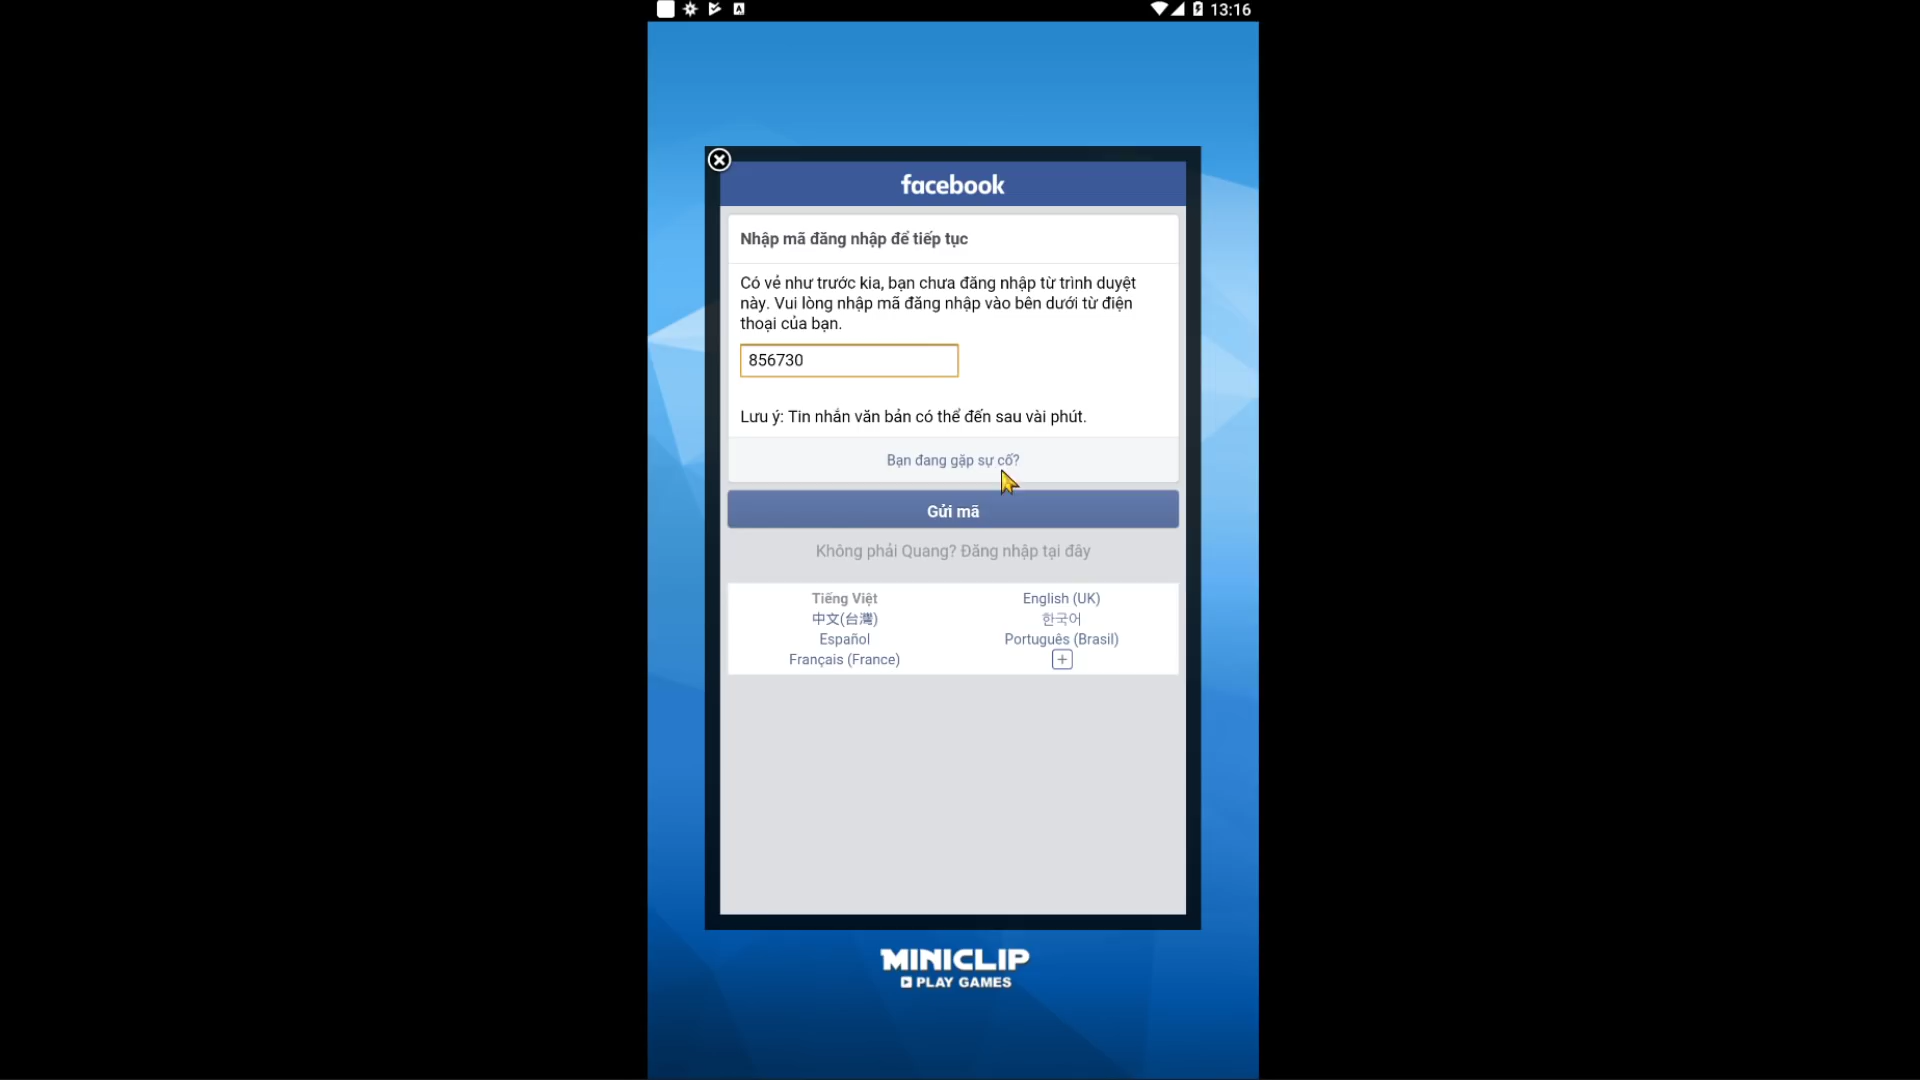 13:16
facebook
Nhập mã đăng nhập để tiếp tục
Có vẻ như trước kia, bạn chưa đăng nhập từ trình duyệt
này. Vui lòng nhập mã đăng nhập vào bên dưới từ điện
thoại của bạn.
856730
Lưu ý: Tin nhắn văn bản có thể đến sau vài phút.
Bạn đang gặp sự cố?
Gửi mã
Không phải Quang? Đăng nhập tại đây
Tiếng Việt English (UK)
中文(台灣) 한국어
Español Português (Brasil)
Français (France)
MINICLIP
PLAY GAMES